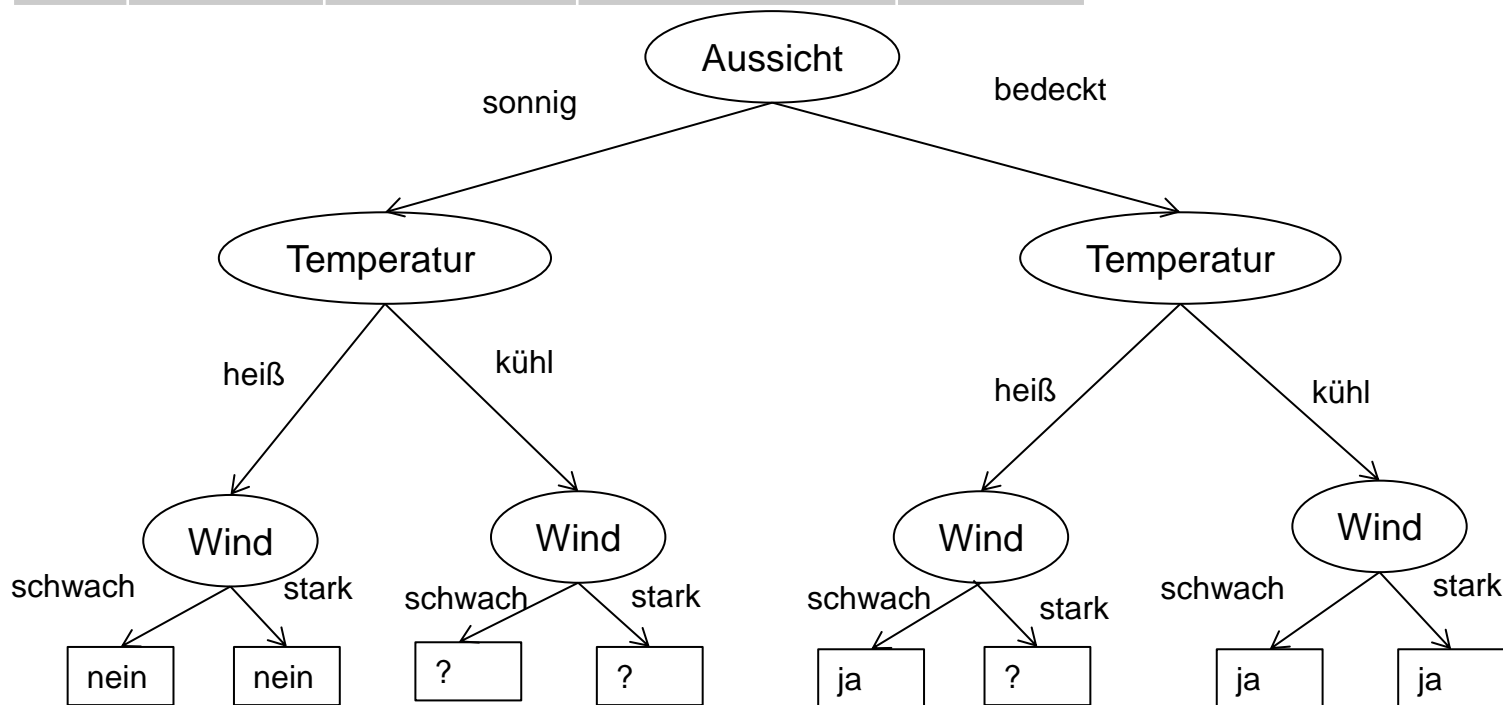 Aussicht
sonnig bedeckt
Temperatur Temperatur
heiß kühl heiß kühl
Wind Wind Wind Wind
schwach stark schwach stark schwach stark schwach stark
nein nein ? ? ja ? ja ja